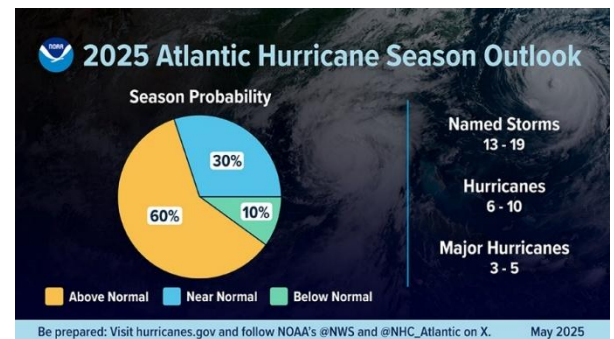 NOAA
2025 Atlantic Hurricane Season Outlook
Season Probability
30%
60%
10%
Above Normal
Near Normal
Below Normal
Named Storms
13 - 19
Hurricanes
6 - 10
Major Hurricanes
3 - 5
Be prepared: Visit hurricanes.gov and follow NOAA's @NWS and @NHC_Atlantic on X. May 2025